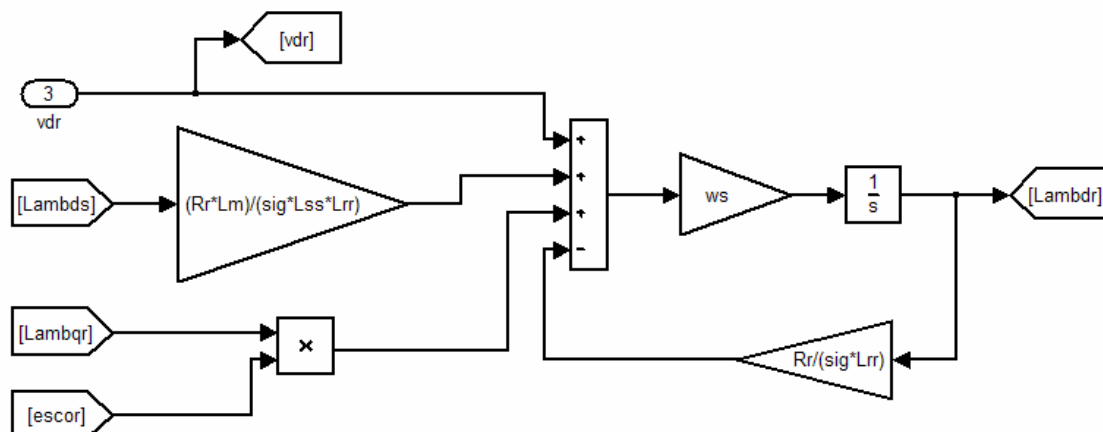 [vdr]
3
vdr
+
[Lambds]
(Rr*Lm)/(sig*Lss*Lrr)
+
+
-
ws
1
s
[Lambdr]
[Lambqr]
×
Rr/(sig*Lrr)
[escor]